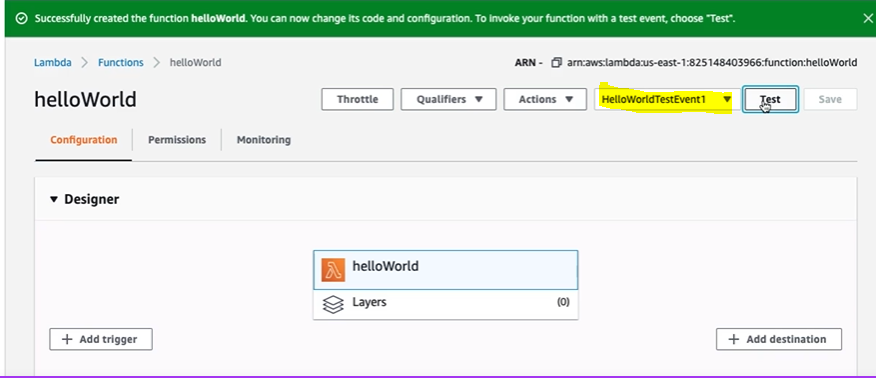 Successfully created the function helloWorld. You can now change its code and configuration. To invoke your function with a test event, choose "Test".
Lambda > Functions > helloWorld
ARN - arn:aws:lambda:us-east-1:825148403966:function:helloWorld
helloWorld
Throttle
Qualifiers
Actions
HelloWorldTestEvent1
Test
Save
Configuration
Permissions
Monitoring
Designer
helloWorld
Layers (0)
+ Add trigger
+ Add destination